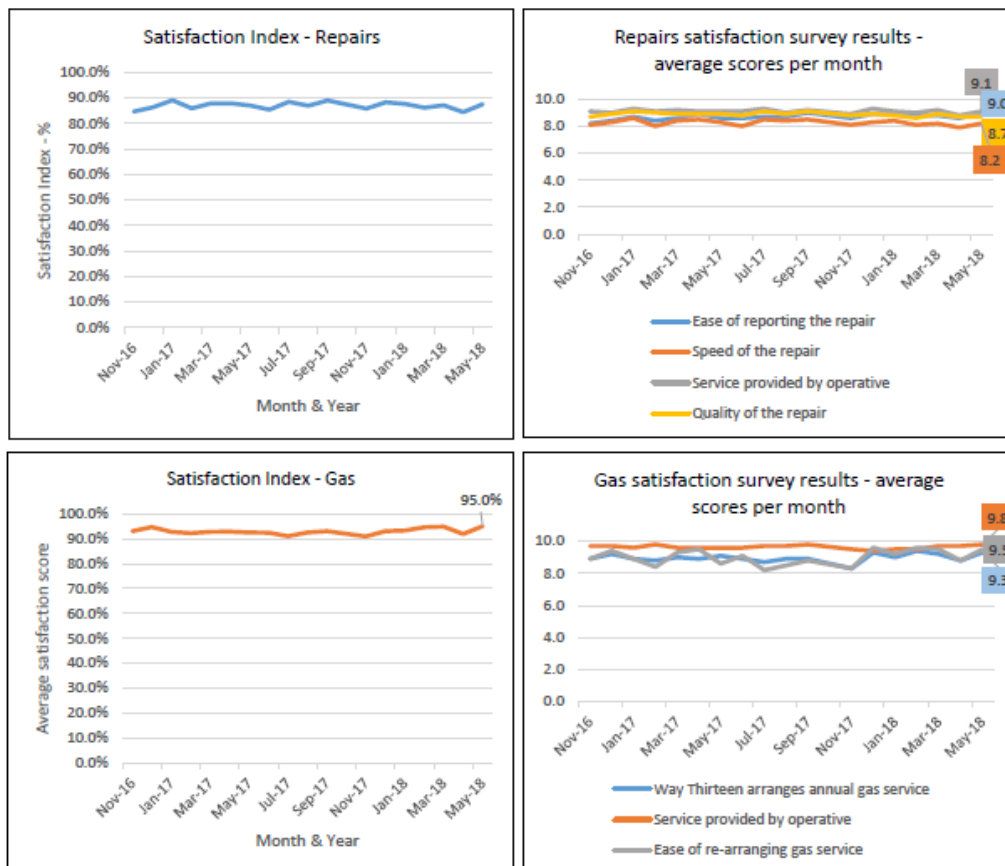 Satisfaction Index - Repairs
100.0%
90.0%
80.0%
70.0%
60.0%
50.0%
40.0%
30.0%
20.0%
10.0%
0.0%
Satisfaction Index - %
Nov-16
Jan-17
Mar-17
May-17
Jul-17
Sep-17
Nov-17
Jan-18
Mar-18
May-18
Month & Year
Repairs satisfaction survey results -
average scores per month
9.1
9.0
8.7
8.2
10.0
8.0
6.0
4.0
2.0
0.0
Nov-16
Jan-17
Mar-17
May-17
Jul-17
Sep-17
Nov-17
Jan-18
Mar-18
May-18
Ease of reporting the repair
Speed of the repair
Service provided by operative
Quality of the repair
Satisfaction Index - Gas
95.0%
100.0%
90.0%
80.0%
70.0%
60.0%
50.0%
40.0%
30.0%
20.0%
10.0%
0.0%
Average satisfaction score
Nov-16
Jan-17
Mar-17
May-17
Jul-17
Sep-17
Nov-17
Jan-18
Mar-18
May-18
Month & Year
Gas satisfaction survey results - average
scores per month
9.8
9.5
9.3
10.0
8.0
6.0
4.0
2.0
0.0
Nov-16
Jan-17
Mar-17
May-17
Jul-17
Sep-17
Nov-17
Jan-18
Mar-18
May-18
Way Thirteen arranges annual gas service
Service provided by operative
Ease of re-arranging gas service